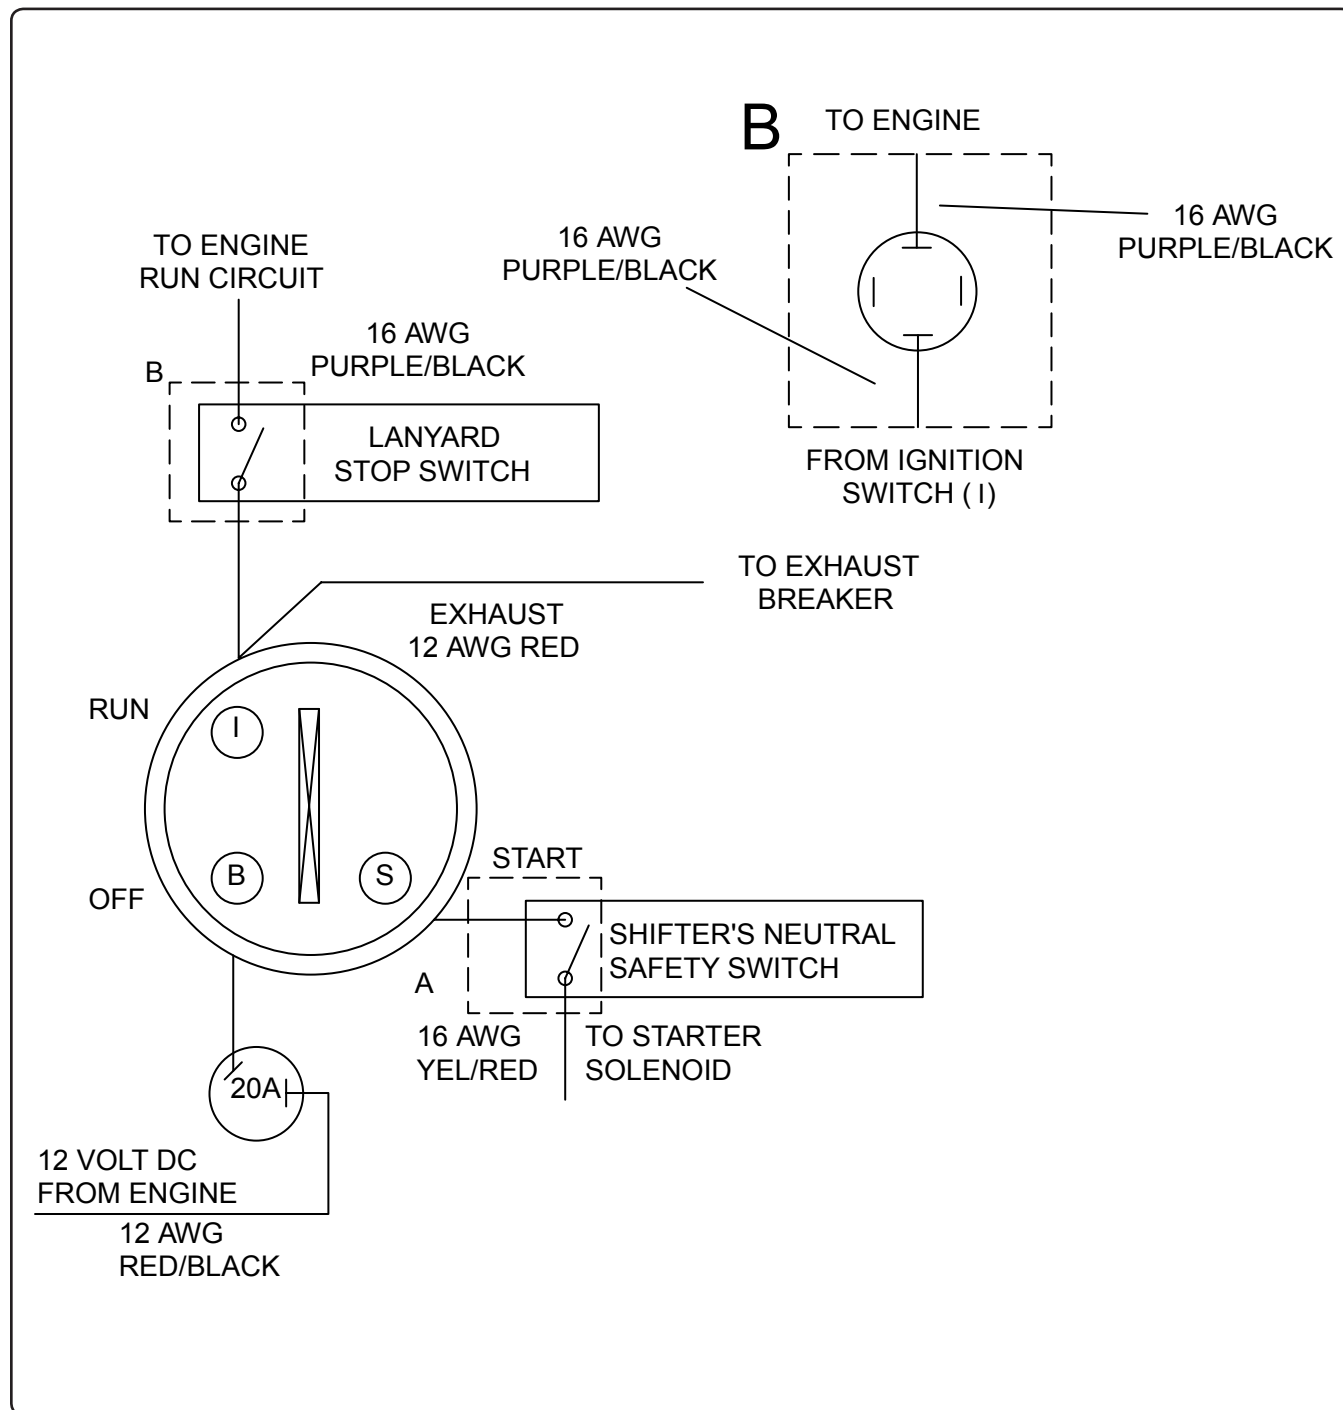 B
TO ENGINE
16 AWG
PURPLE/BLACK
16 AWG
PURPLE/BLACK
FROM IGNITION
SWITCH ( I )
TO ENGINE
RUN CIRCUIT
16 AWG
PURPLE/BLACK
B
LANYARD
STOP SWITCH
TO EXHAUST
BREAKER
EXHAUST
12 AWG RED
RUN
I
B
S
OFF
START
SHIFTER'S NEUTRAL
SAFETY SWITCH
A
16 AWG
YEL/RED
TO STARTER
SOLENOID
20A
12 VOLT DC
FROM ENGINE
12 AWG
RED/BLACK